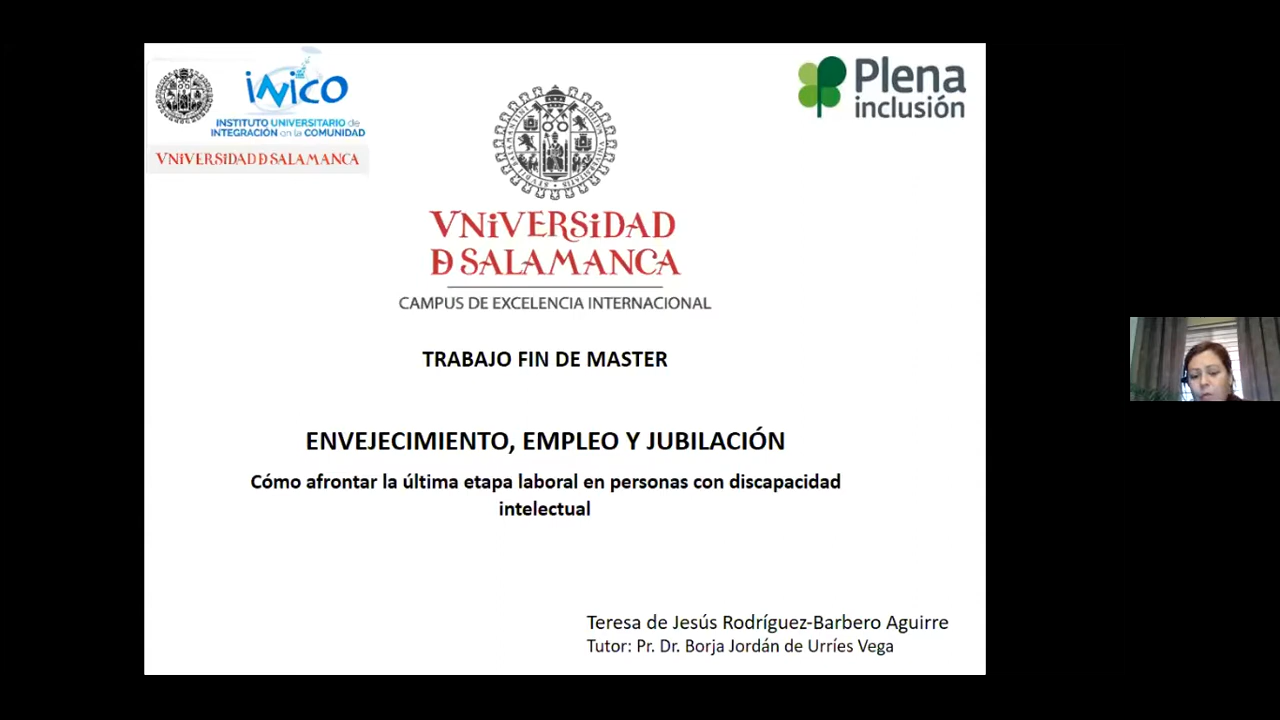 iNiCO
INSTITUTO UNIVERSITARIO de
INTEGRACIÓN en la COMUNIDAD
VNiVERSiDAD D SALAMANCA
Plena
inclusión
VNiVERSiDAD
D SALAMANCA
CAMPUS DE EXCELENCIA INTERNACIONAL
TRABAJO FIN DE MASTER
ENVEJECIMIENTO, EMPLEO Y JUBILACIÓN
Cómo afrontar la última etapa laboral en personas con discapacidad
intelectual
Teresa de Jesús Rodríguez-Barbero Aguirre
Tutor: Pr. Dr. Borja Jordán de Urríes Vega